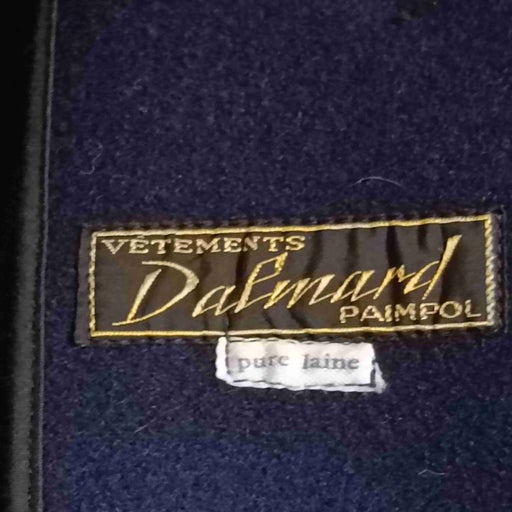 VÊTEMENTS
Dalmard
PAIMPOL
pure laine